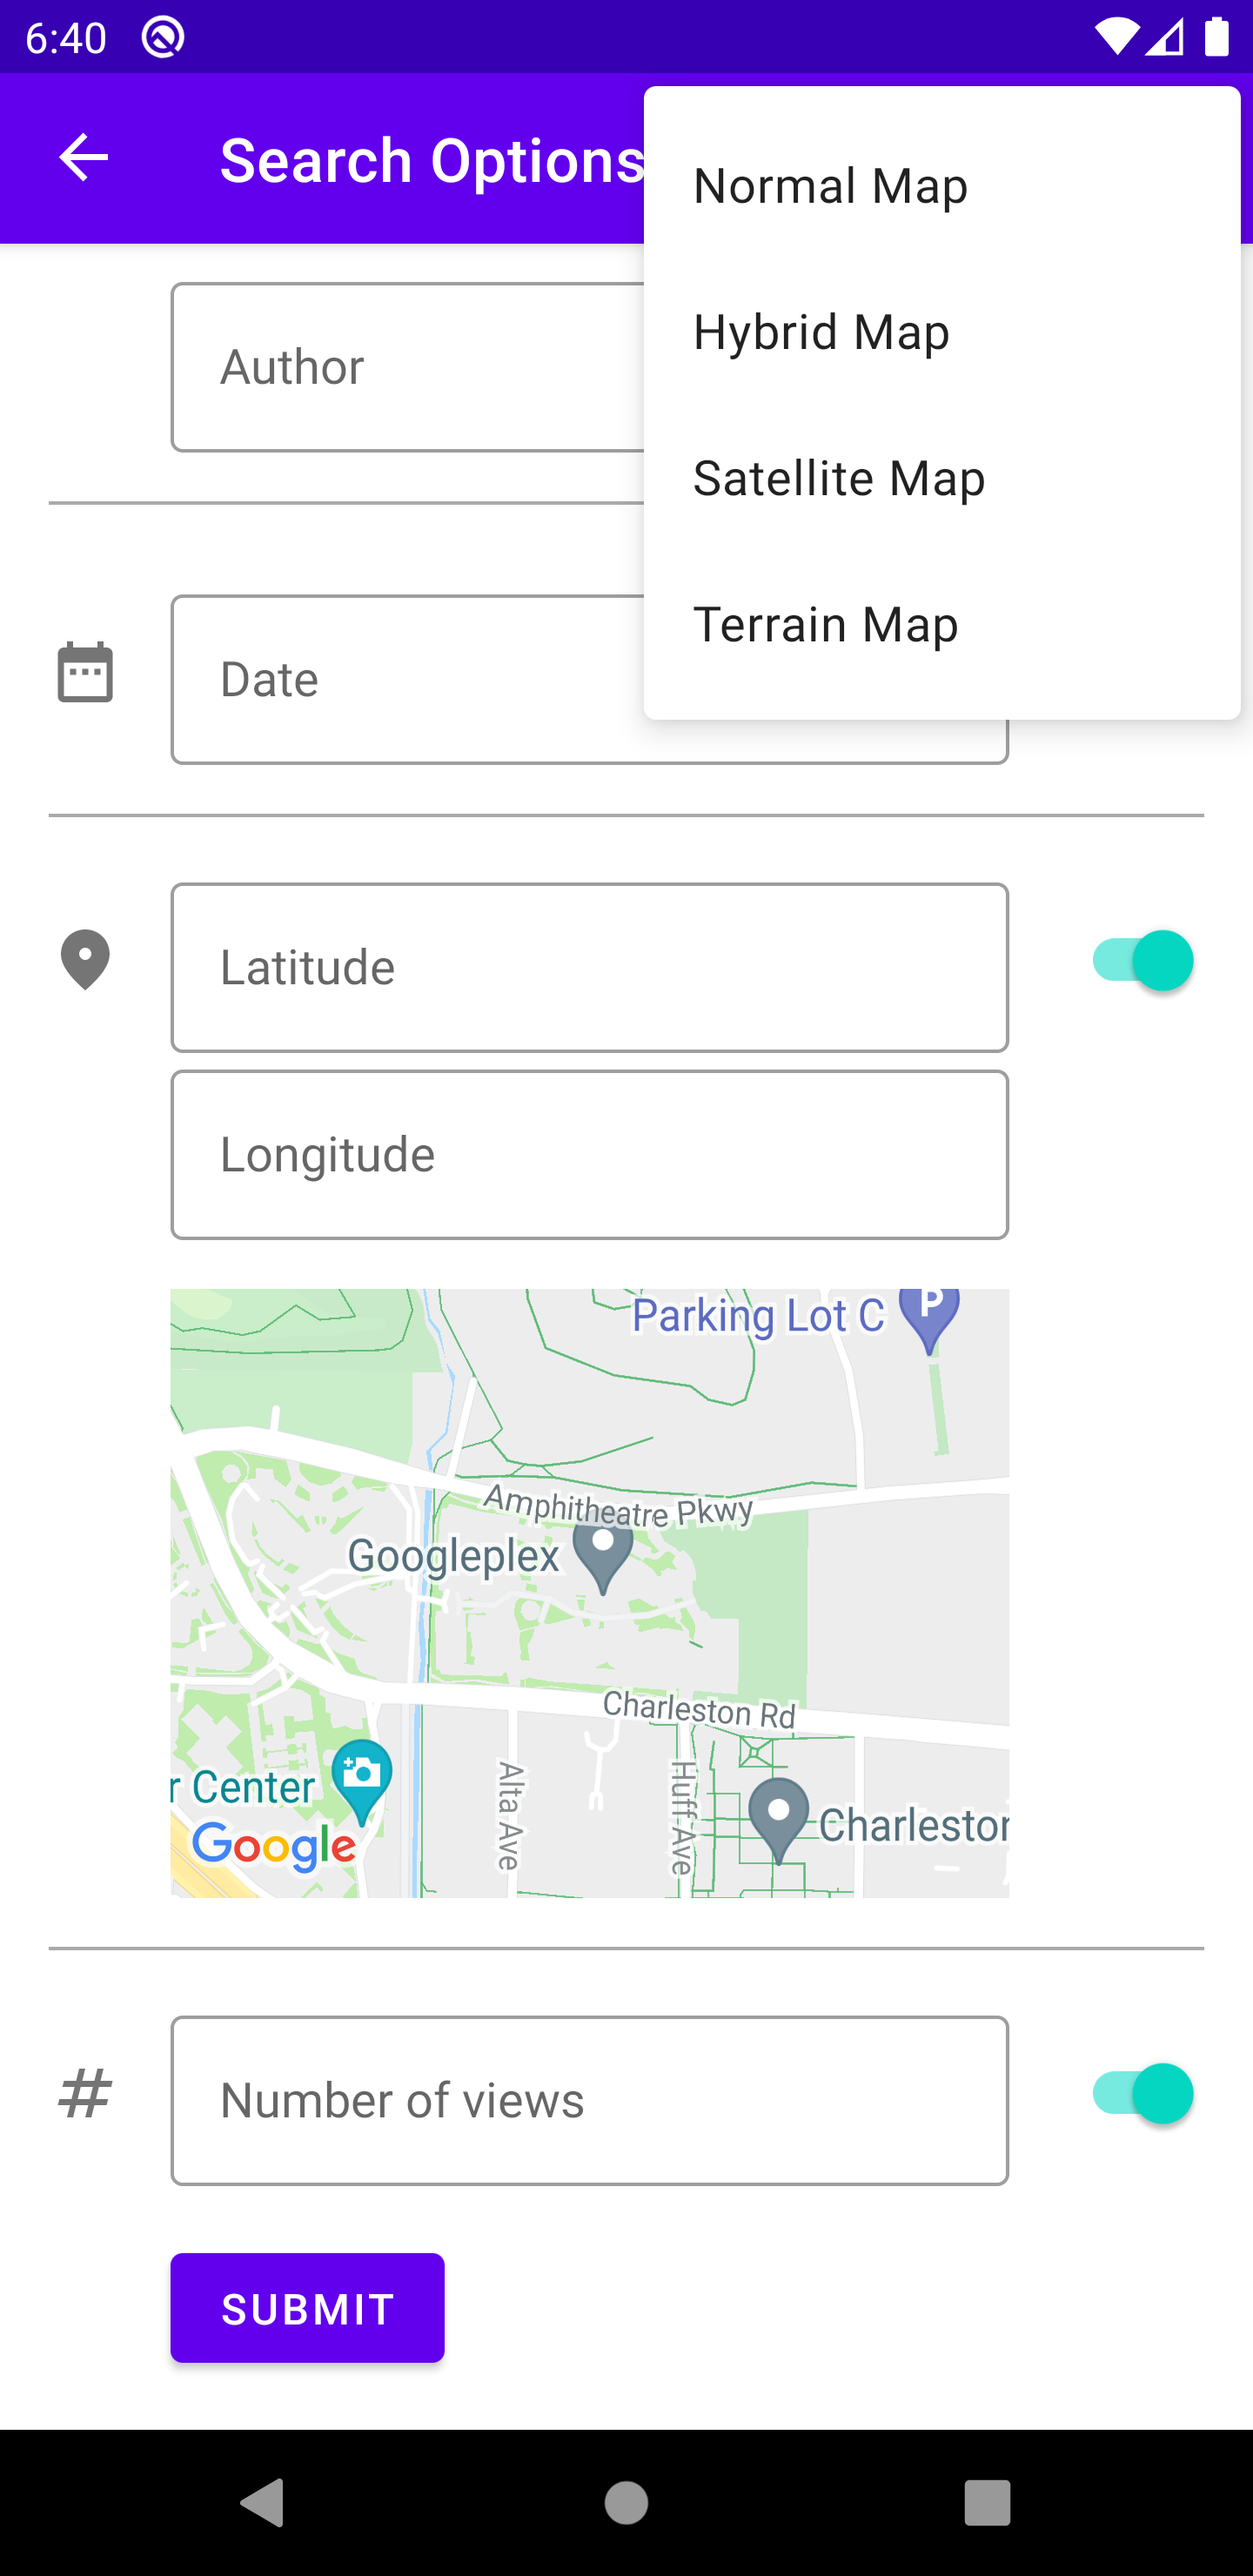 6:40
Search Options
Normal Map
Hybrid Map
Satellite Map
Terrain Map
Author
Date
Latitude
Longitude
Parking Lot C
P
Amphitheatre Pkwy
Googleplex
Charleston Rd
r Center
Alta Ave
Huff Ave
Charleston
Google
#
Number of views
SUBMIT